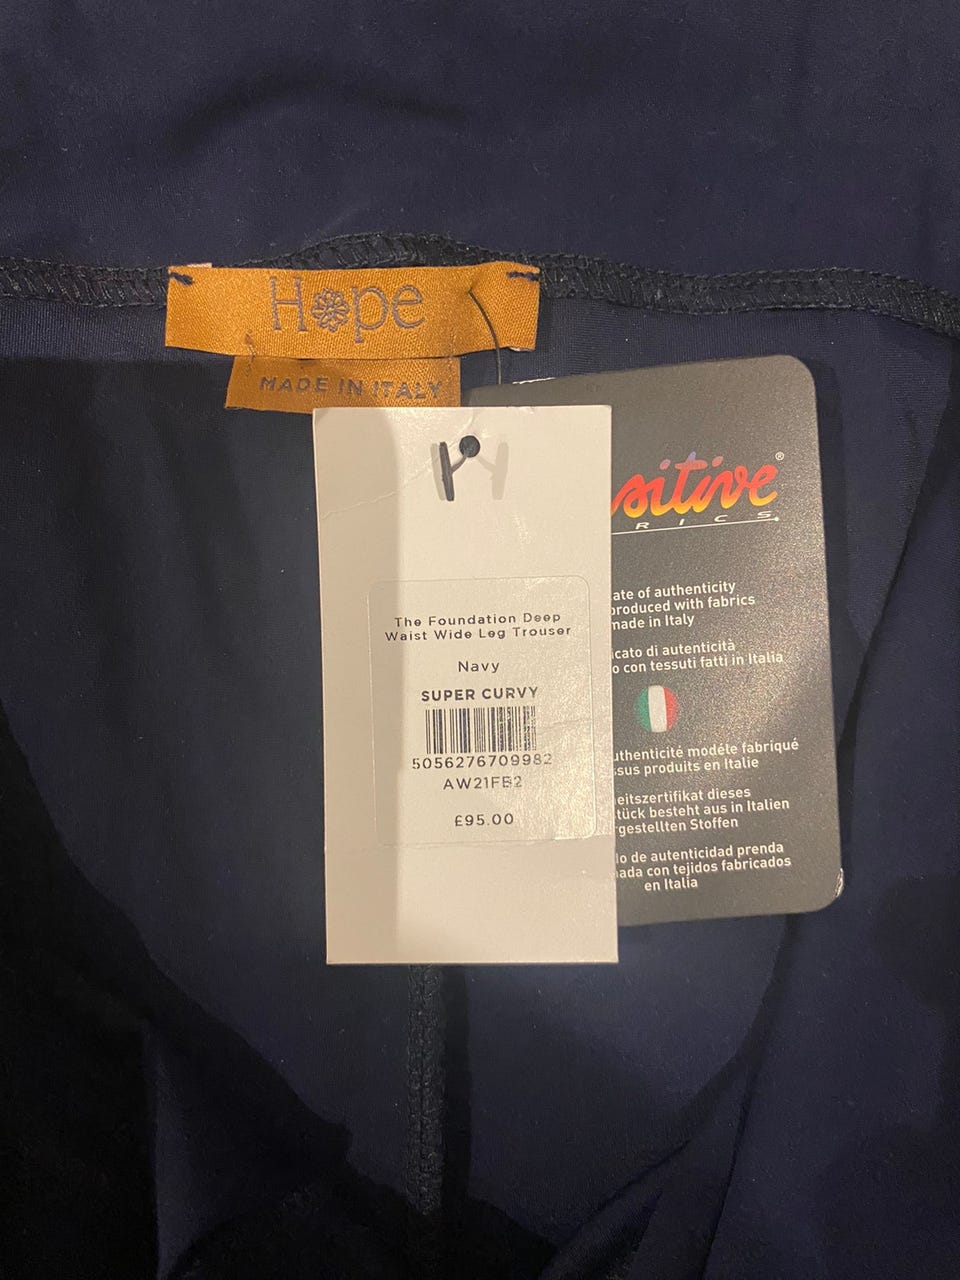 Hope
MADE IN ITALY
The Foundation Deep
Waist Wide Leg Trouser
Navy
SUPER CURVY
5056276709982
AW21FB2
£95.00
sitive®
RICS
ate of authenticity
produced with fabrics
made in Italy
cato di autenticità
o con tessuti fatti in Italia
uthenticité modéle fabriqué
ssus produits en Italie
eitszertifikat dieses
tück besteht aus in Italien
rgestellten Stoffen
lo de autenticidad prenda
nada con tejidos fabricados
en Italia